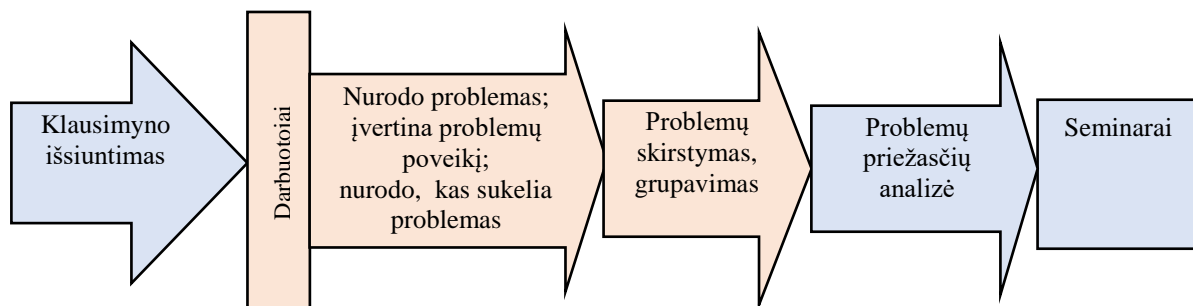 Klausimyno
išsiuntimas
Darbuotoiai
Nurodo problemas;
įvertina problemų
poveikį;
nurodo, kas sukelia
problemas
Problemų
skirstymas,
grupavimas
Problemų
priežasčių
analizė
Seminarai